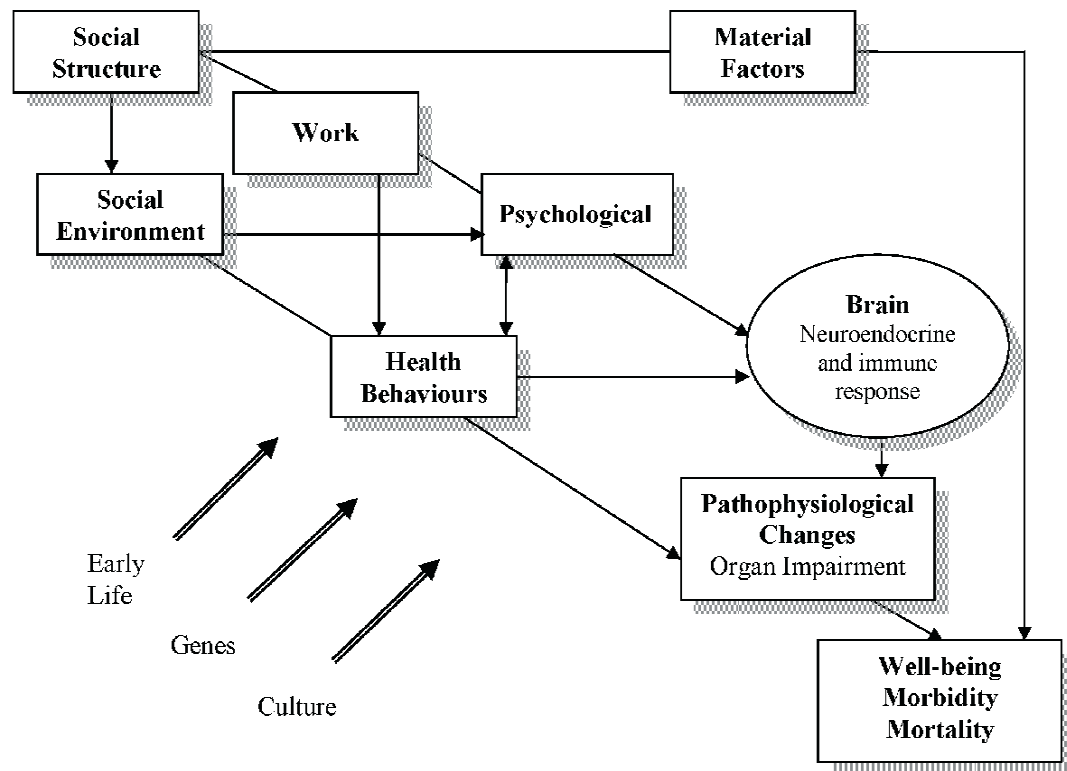 Social
Structure
Material
Factors
Work
Social
Environment
Psychological
Brain
Neuroendocrine
and immune
response
Health
Behaviours
Pathophysiological
Changes
Organ Impairment
Early
Life
Genes
Culture
Well-being
Morbidity
Mortality